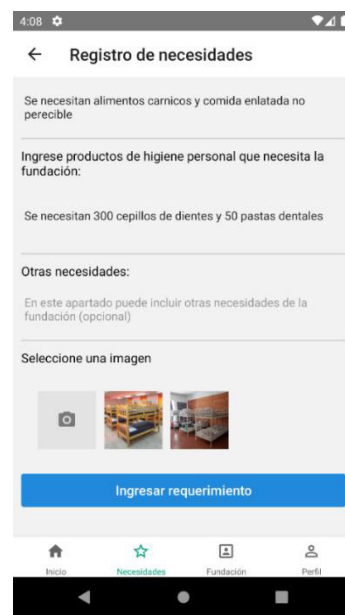 4:08
Registro de necesidades
Se necesitan alimentos carnicos y comida enlatada no
perecible
Ingrese productos de higiene personal que necesita la
fundación:
Se necesitan 300 cepillos de dientes y 50 pastas dentales
Otras necesidades:
En este apartado puede incluir otras necesidades de la
fundación (opcional)
Seleccione una imagen
Ingresar requerimiento
Inicio Necesidades Fundación Perfil